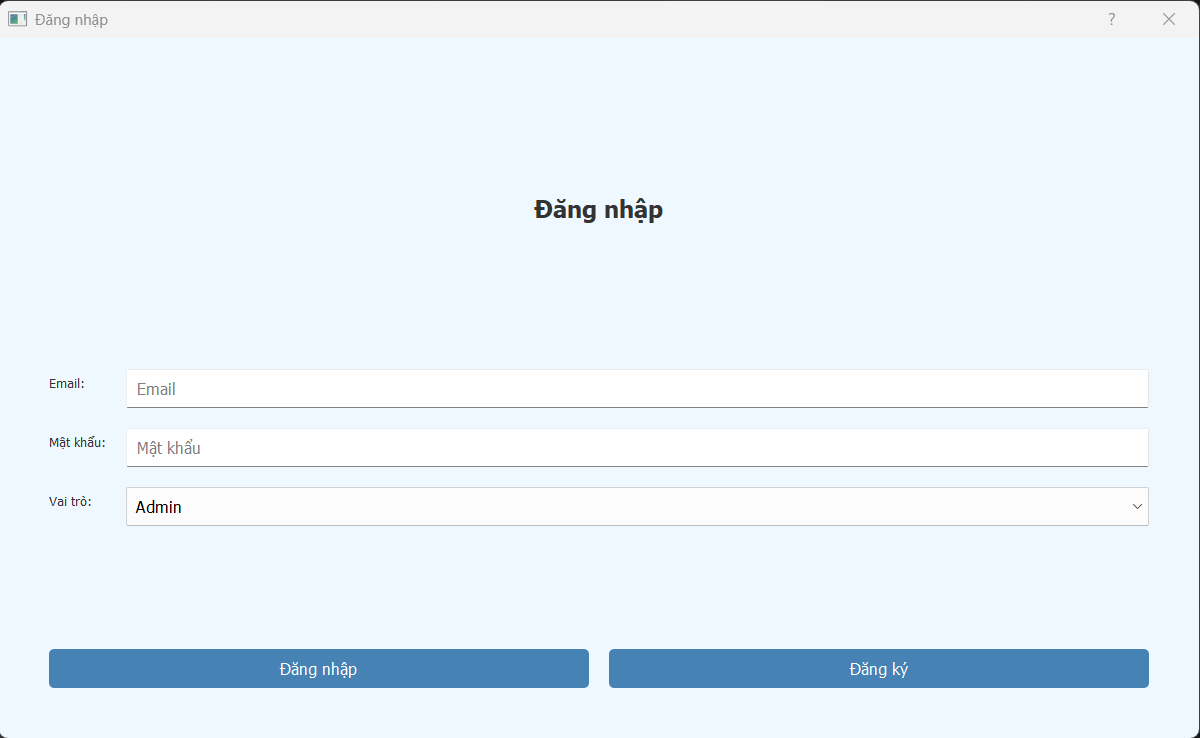 Đăng nhập
?
Đăng nhập
Email:
Email
Mật khẩu:
Mật khẩu
Vai trò:
Admin
Đăng nhập
Đăng ký